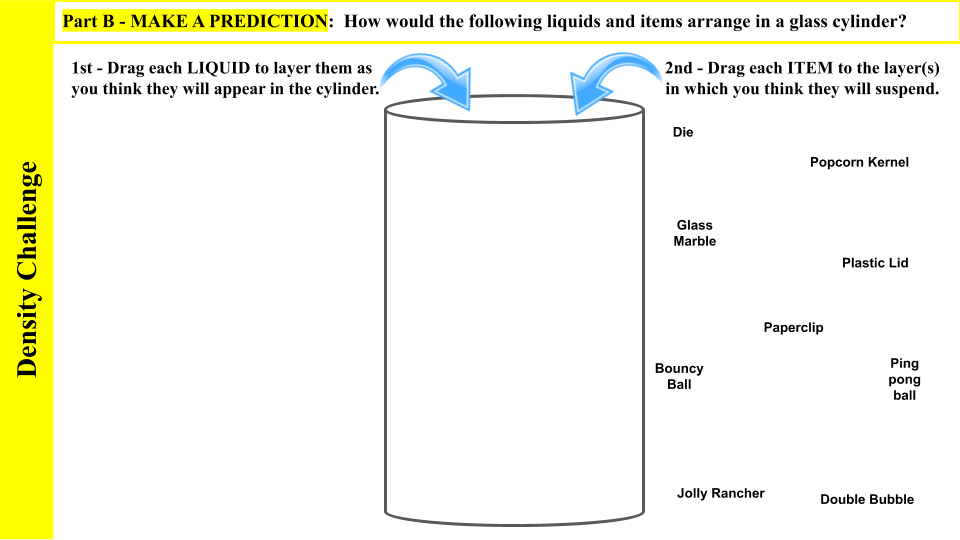 Part B - MAKE A PREDICTION:  How would the following liquids and items arrange in a glass cylinder?
1st - Drag each LIQUID to layer them as
you think they will appear in the cylinder.
2nd - Drag each ITEM to the layer(s)
in which you think they will suspend.
Density Challenge
Die
Popcorn Kernel
Glass
Marble
Plastic Lid
Paperclip
Bouncy
Ball
Ping
pong
ball
Jolly Rancher
Double Bubble